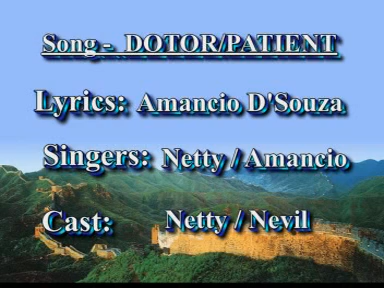 Song - DOTOR/PATIENT
Lyrics: Amancio D'Souza
Singers: Netty / Amancio
Cast: Netty / Nevil